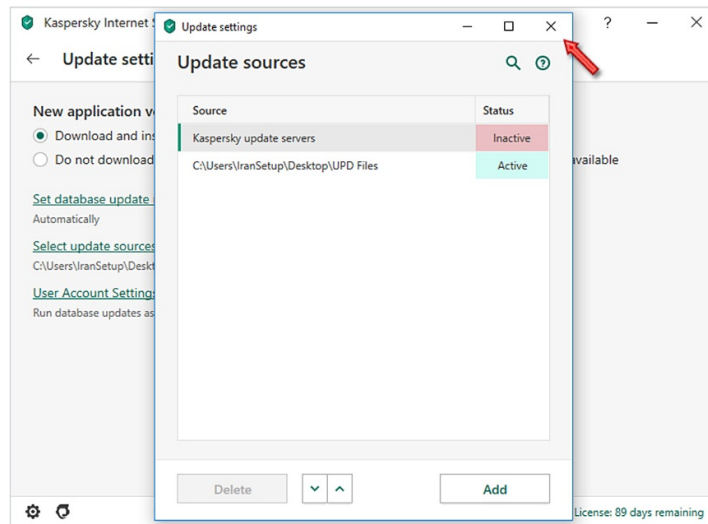 Kaspersky Internet
Update settings
?
Update setti
Update sources
New application v
Download and ins
Do not download
vailable
Set database update
Automatically
Select update sources
C:\Users\IranSetup\Deskt
User Account Setting
Run database updates as
Source Status
Kaspersky update servers Inactive
C:\Users\IranSetup\Desktop\UPD Files Active
Delete
Add
License: 89 days remaining